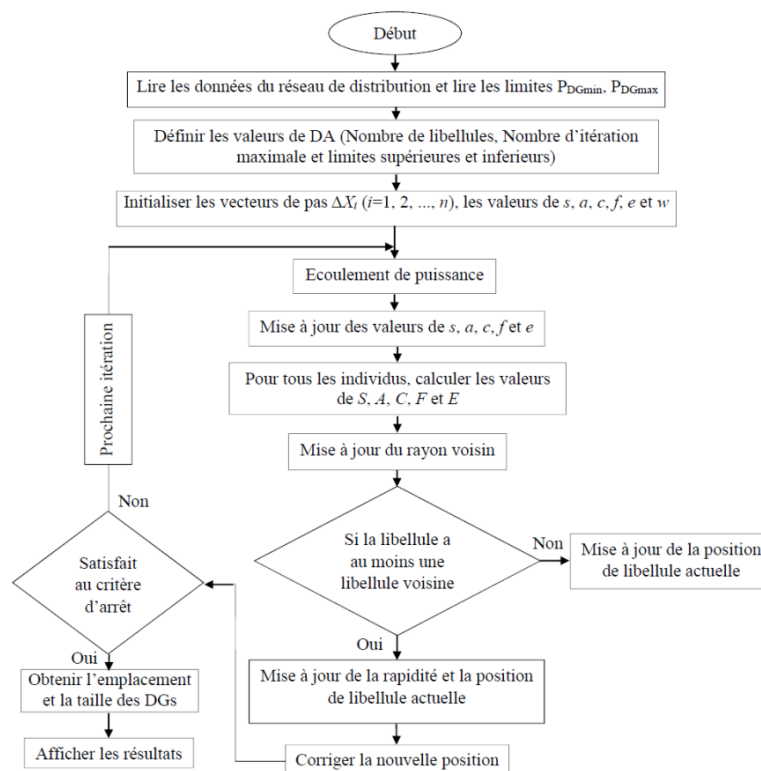 Début
Lire les données du réseau de distribution et lire les limites PDGmin, PDGmax
Définir les valeurs de DA (Nombre de libellules, Nombre d'itération
maximale et limites supérieures et inferieurs)
Initialiser les vecteurs de pas ΔXi (i=1, 2, ..., n), les valeurs de s, a, c, f, e et w
Ecoulement de puissance
Mise à jour des valeurs de s, a, c, f et e
Pour tous les individus, calculer les valeurs
de S, A, C, F et E
Mise à jour du rayon voisin
Si la libellule a
au moins une
libellule voisine
Non
Mise à jour de la position
de libellule actuelle
Oui
Mise à jour de la rapidité et la position
de libellule actuelle
Corriger la nouvelle position
Satisfait
au critère
d'arrêt
Non
Prochaine itération
Oui
Obtenir l'emplacement
et la taille des DGs
Afficher les résultats